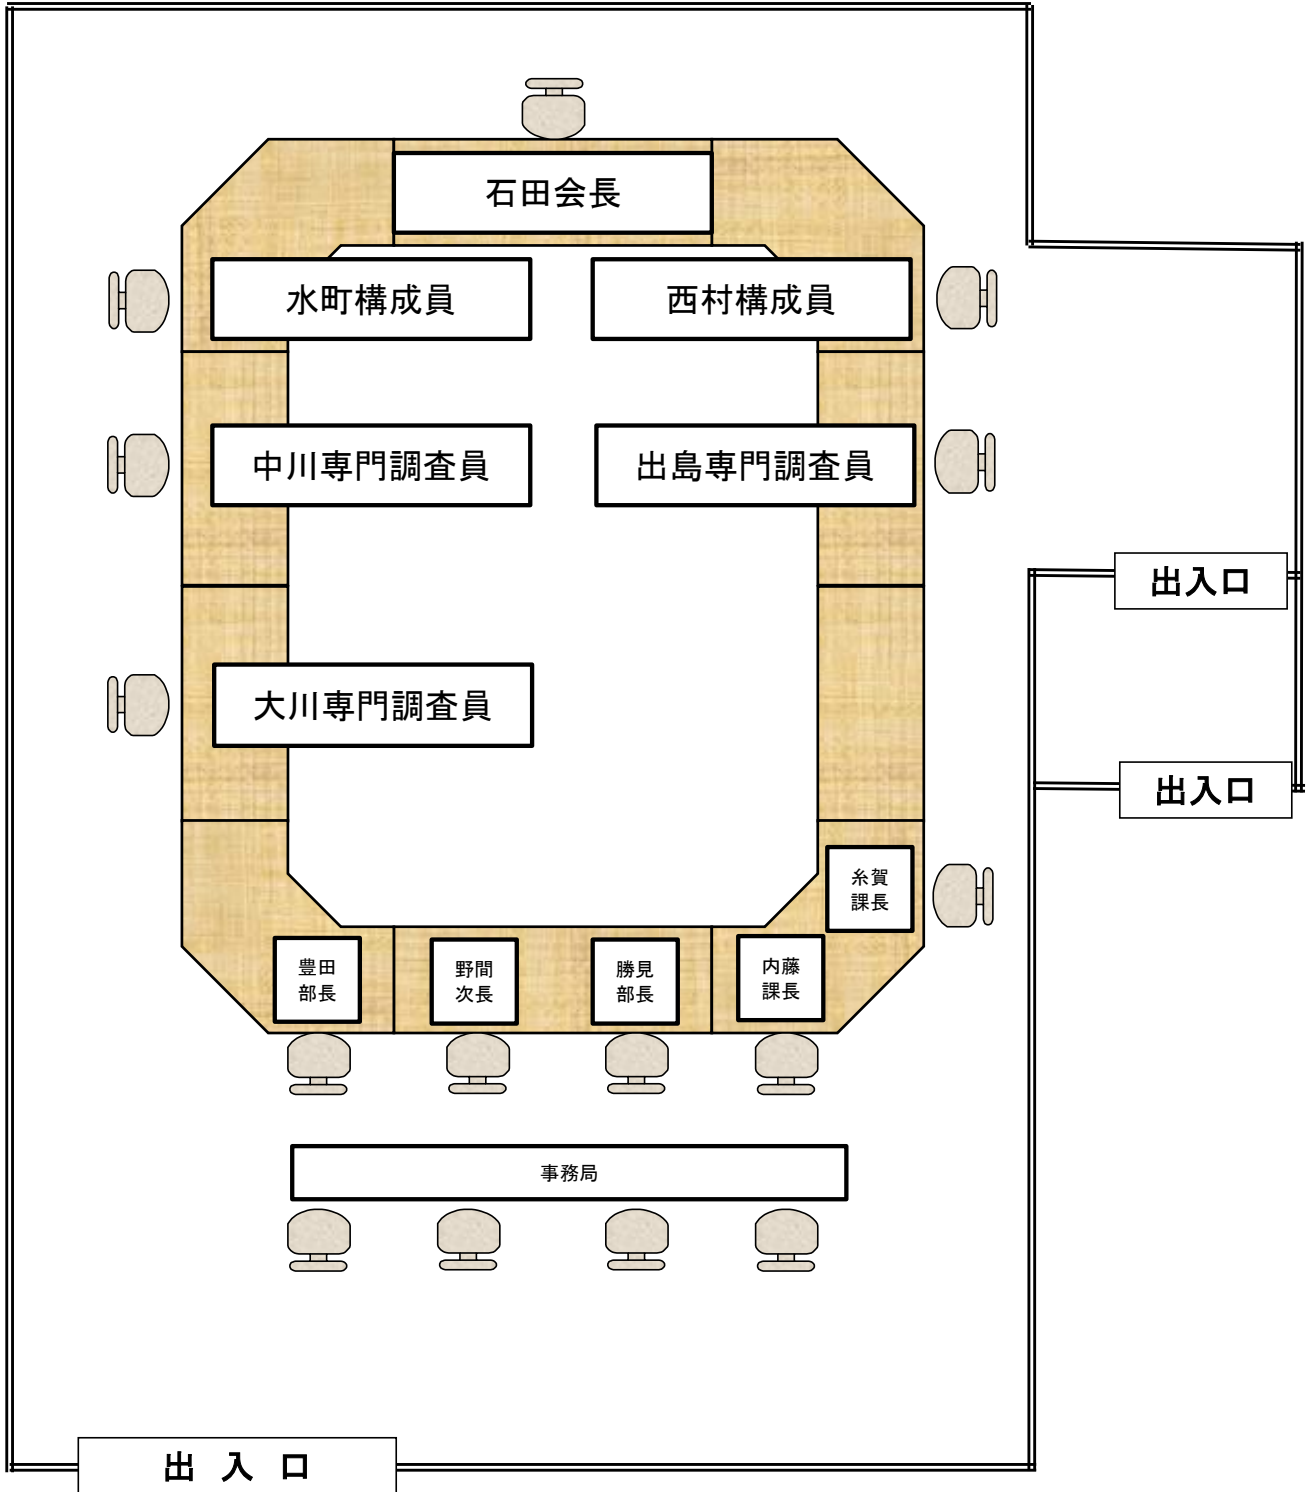 石田会長
水町構成員
西村構成員
中川専門調査員
出島専門調査員
出入口
大川専門調査員
出入口
糸賀
課長
豊田
部長
野間
次長
勝見
部長
内藤
課長
事務局
出 入 口